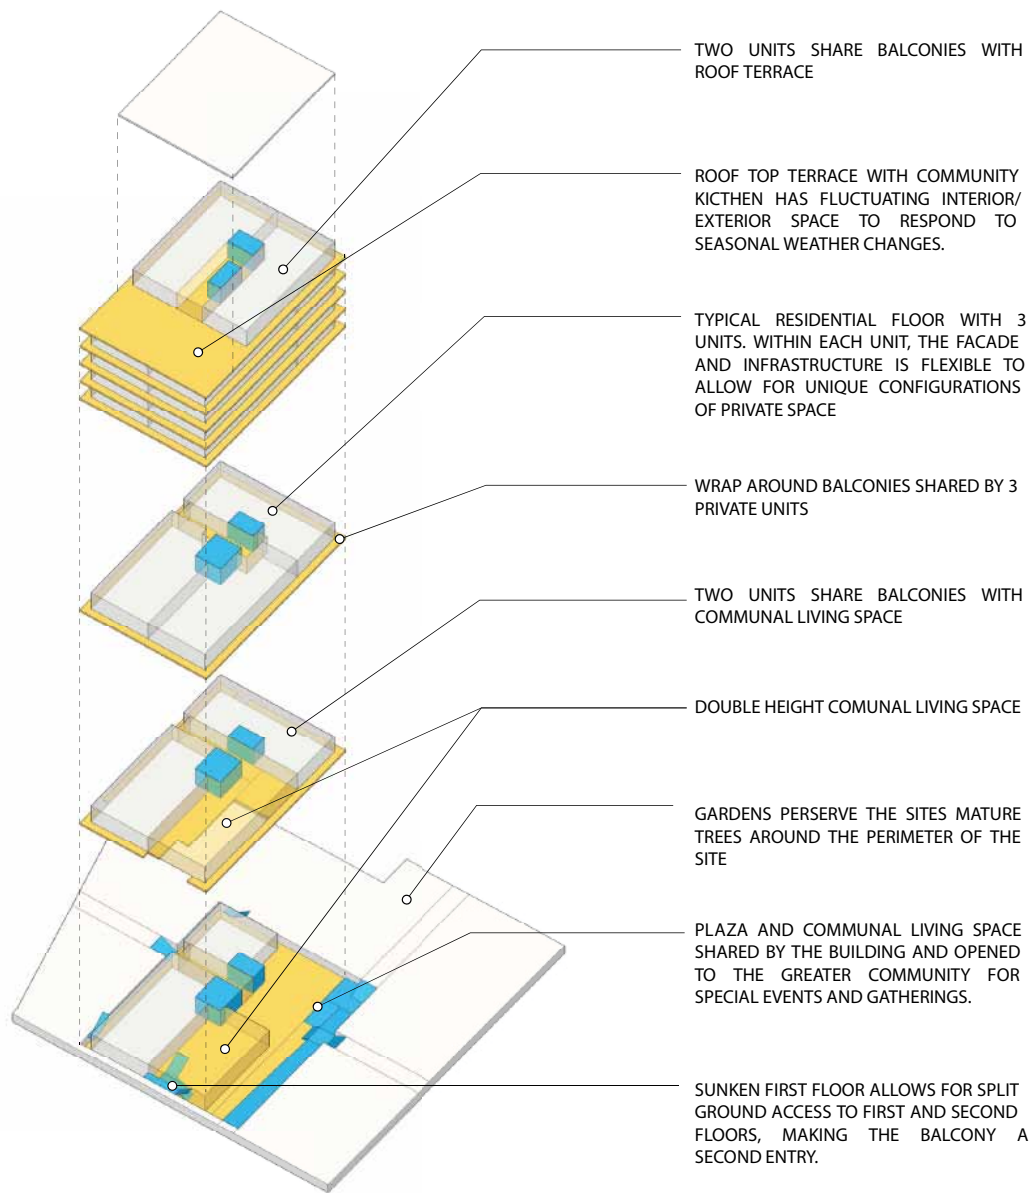 TWO UNITS SHARE BALCONIES WITH
ROOF TERRACE
ROOF TOP TERRACE WITH COMMUNITY
KICTHEN HAS FLUCTUATING INTERIOR/
EXTERIOR SPACE TO RESPOND TO
SEASONAL WEATHER CHANGES.
TYPICAL RESIDENTIAL FLOOR WITH 3
UNITS. WITHIN EACH UNIT, THE FACADE
AND INFRASTRUCTURE IS FLEXIBLE TO
ALLOW FOR UNIQUE CONFIGURATIONS
OF PRIVATE SPACE
WRAP AROUND BALCONIES SHARED BY 3
PRIVATE UNITS
TWO UNITS SHARE BALCONIES WITH
COMMUNAL LIVING SPACE
DOUBLE HEIGHT COMUNAL LIVING SPACE
GARDENS PERSERVE THE SITES MATURE
TREES AROUND THE PERIMETER OF THE
SITE
PLAZA AND COMMUNAL LIVING SPACE
SHARED BY THE BUILDING AND OPENED
TO THE GREATER COMMUNITY FOR
SPECIAL EVENTS AND GATHERINGS.
SUNKEN FIRST FLOOR ALLOWS FOR SPLIT
GROUND ACCESS TO FIRST AND SECOND
FLOORS, MAKING THE BALCONY A
SECOND ENTRY.